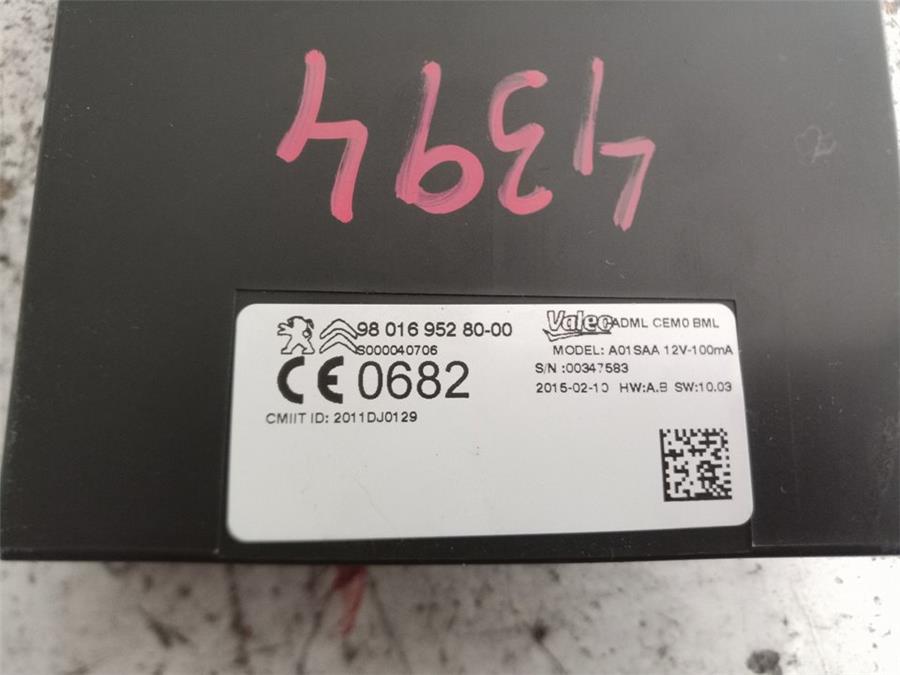 4394
98 016 952 80-00
S000040706
CE 0682
CMIIT ID: 2011DJ0129
Valeo ADML CEM0 BML
MODEL: A01SAA 12V-100mA
S/N :00347583
2015-02-10 HW:A.B SW:10.03